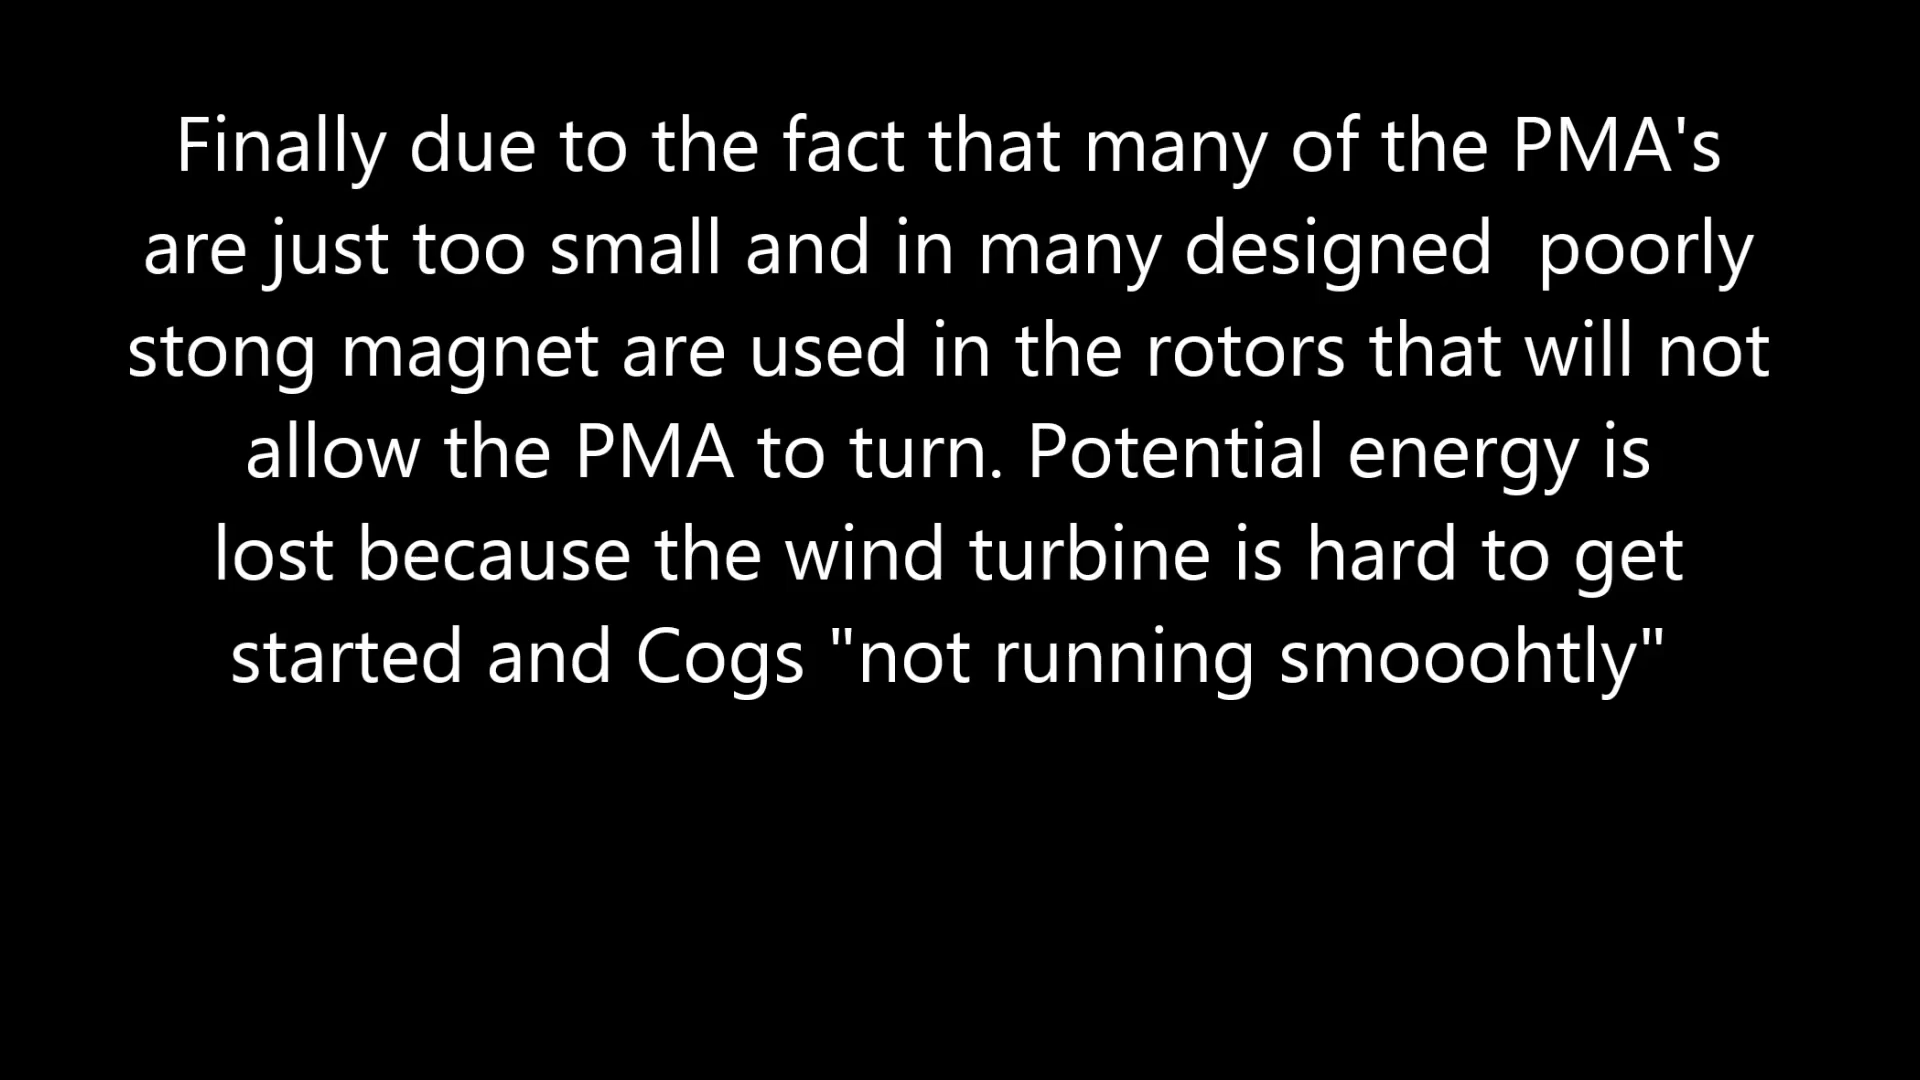 Finally due to the fact that many of the PMA's
are just too small and in many designed  poorly
stong magnet are used in the rotors that will not
allow the PMA to turn. Potential energy is
lost because the wind turbine is hard to get
started and Cogs "not running smooohtly"